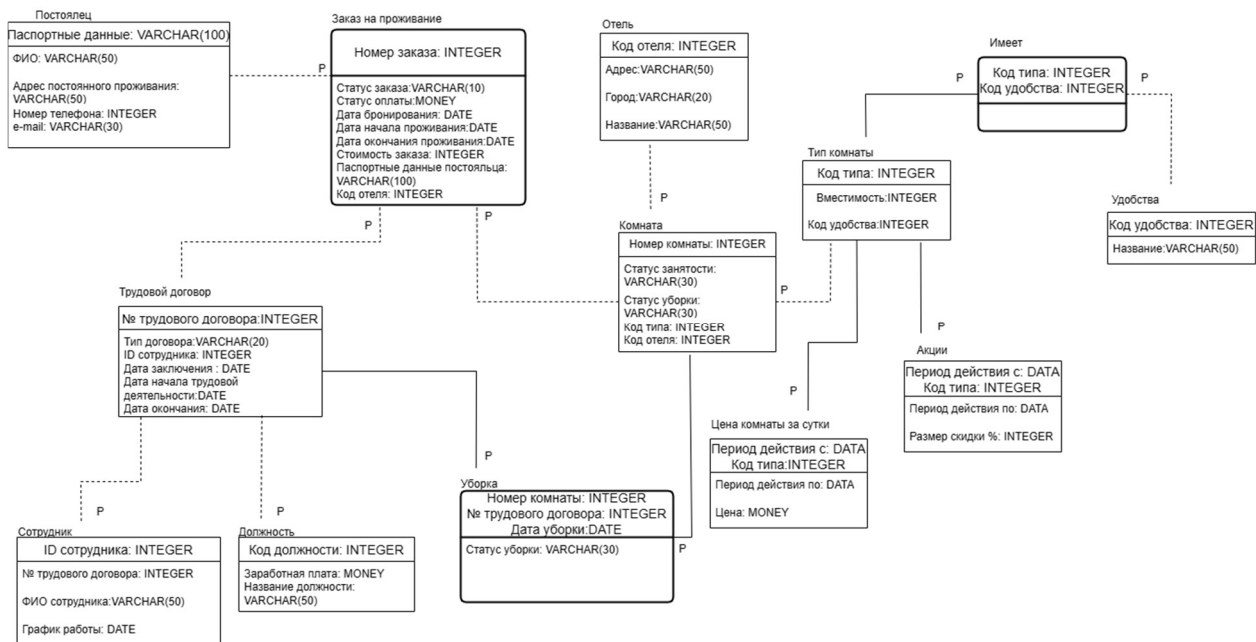 Постоялец
Паспортные данные: VARCHAR(100)
ФИО: VARCHAR(50)
Адрес постоянного проживания:
VARCHAR(50)
Номер телефона: INTEGER
e-mail: VARCHAR(30)
P
Заказ на проживание
Номер заказа: INTEGER
Статус заказа:VARCHAR(10)
Статус оплаты:MONEY
Дата бронирования: DATE
Дата начала проживания:DATE
Дата окончания проживания:DATE
Стоимость заказа: INTEGER
Паспортные данные постояльца:
VARCHAR(100)
Код отеля: INTEGER
P
P
Отель
Код отеля: INTEGER
Адрес:VARCHAR(50)
Город:VARCHAR(20)
Название:VARCHAR(50)
P
Имеет
Код типа: INTEGER
Код удобства: INTEGER
P
P
Тип комнаты
Код типа: INTEGER
Вместимость:INTEGER
Код удобства:INTEGER
Удобства
Код удобства: INTEGER
Название:VARCHAR(50)
Комната
Номер комнаты: INTEGER
Статус занятости:
VARCHAR(30)
Статус уборки:
VARCHAR(30)
Код типа: INTEGER
Код отеля: INTEGER
P
Трудовой договор
№ трудового договора:INTEGER
Тип договора:VARCHAR(20)
ID сотрудника: INTEGER
Дата заключения : DATE
Дата начала трудовой
деятельности:DATE
Дата окончания: DATE
P
Акции
Период действия с: DATA
Код типа: INTEGER
Период действия по: DATA
Размер скидки %: INTEGER
P
Цена комнаты за сутки
Период действия с: DATA
Код типа:INTEGER
Период действия по: DATA
Цена: MONEY
P
Уборка
Номер комнаты: INTEGER
№ трудового договора: INTEGER
Дата уборки:DATE
Статус уборки: VARCHAR(30)
P
P
Сотрудник
ID сотрудника: INTEGER
№ трудового договора: INTEGER
ФИО сотрудника:VARCHAR(50)
График работы: DATE
P
Должность
Код должности: INTEGER
Заработная плата: MONEY
Название должности:
VARCHAR(50)